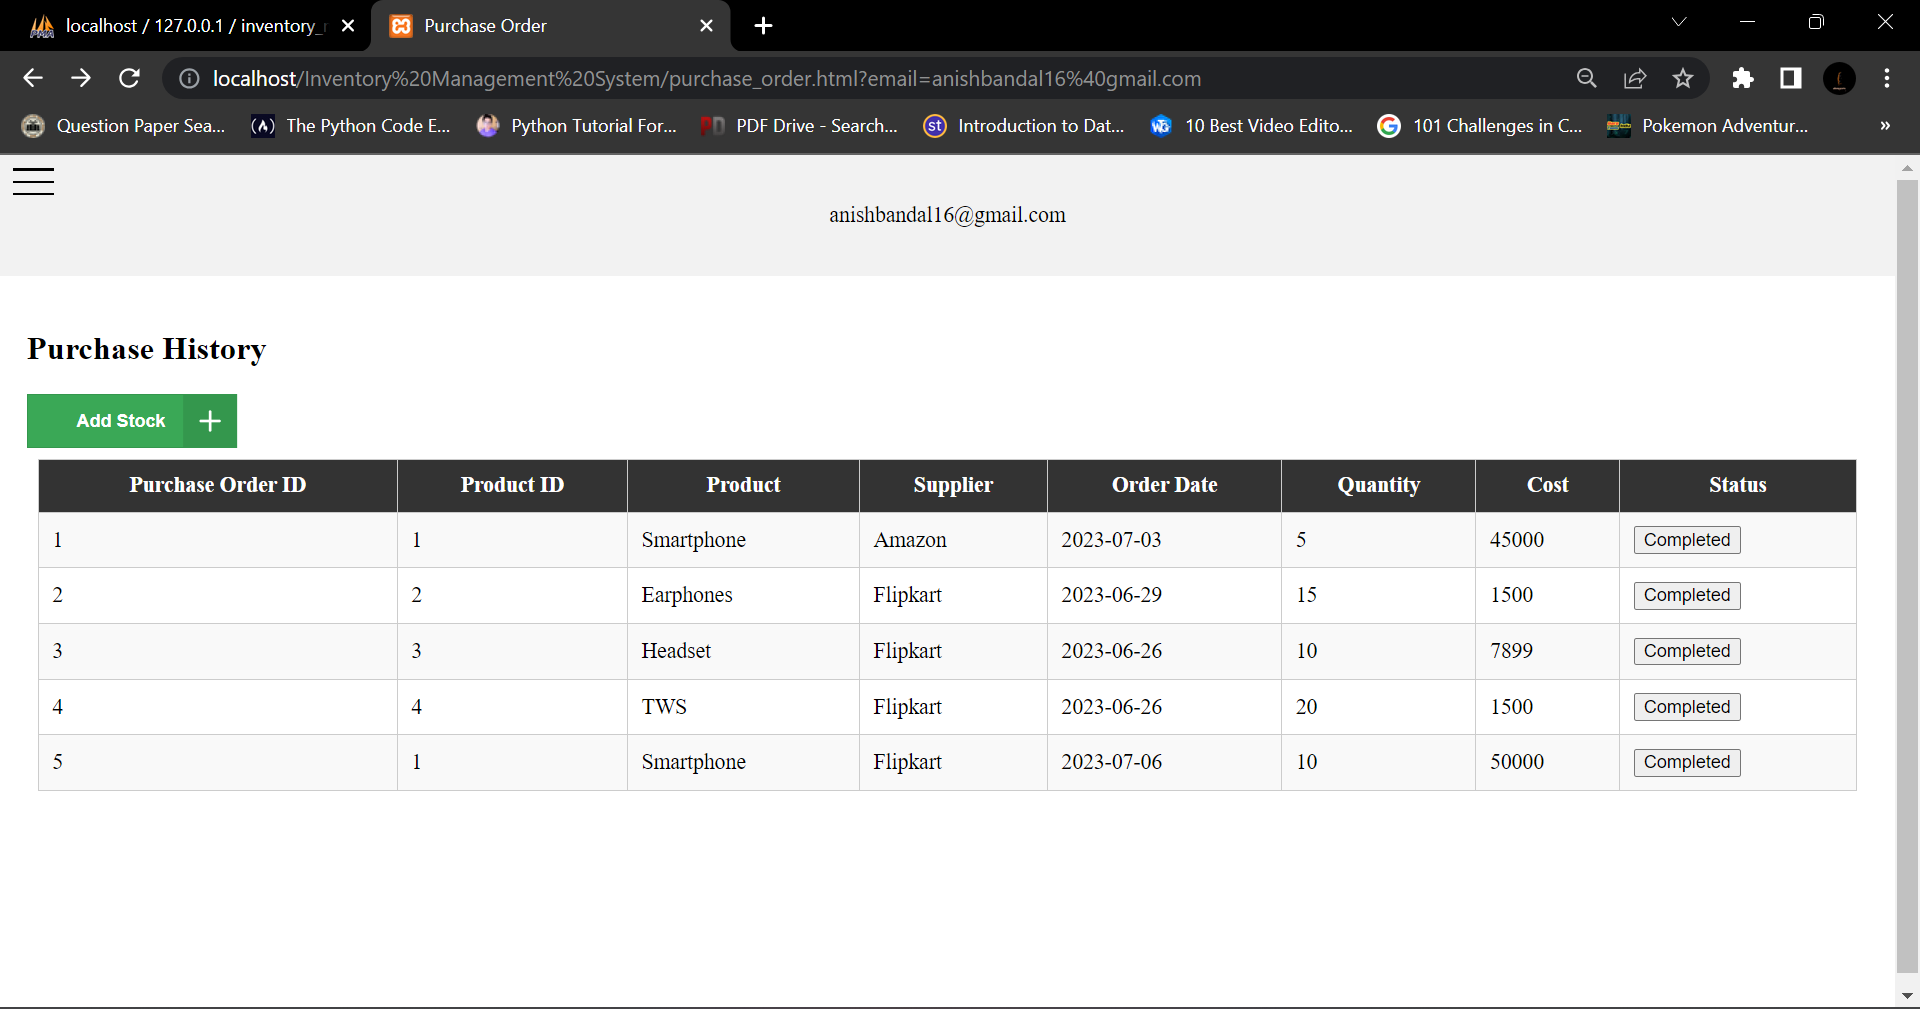 localhost / 127.0.0.1 / inventory_
Purchase Order
localhost/Inventory%20Management%20System/purchase_order.html?email=anishbandal16%40gmail.com
Question Paper Sea... The Python Code E... Python Tutorial For... PDF Drive - Search... st Introduction to Dat... 10 Best Video Edito... 101 Challenges in C... Pokemon Adventur... »
anishbandal16@gmail.com
Purchase History
Add Stock +
Purchase Order ID Product ID Product Supplier Order Date Quantity Cost Status
1 1 Smartphone Amazon 2023-07-03 5 45000 Completed
2 2 Earphones Flipkart 2023-06-29 15 1500 Completed
3 3 Headset Flipkart 2023-06-26 10 7899 Completed
4 4 TWS Flipkart 2023-06-26 20 1500 Completed
5 1 Smartphone Flipkart 2023-07-06 10 50000 Completed